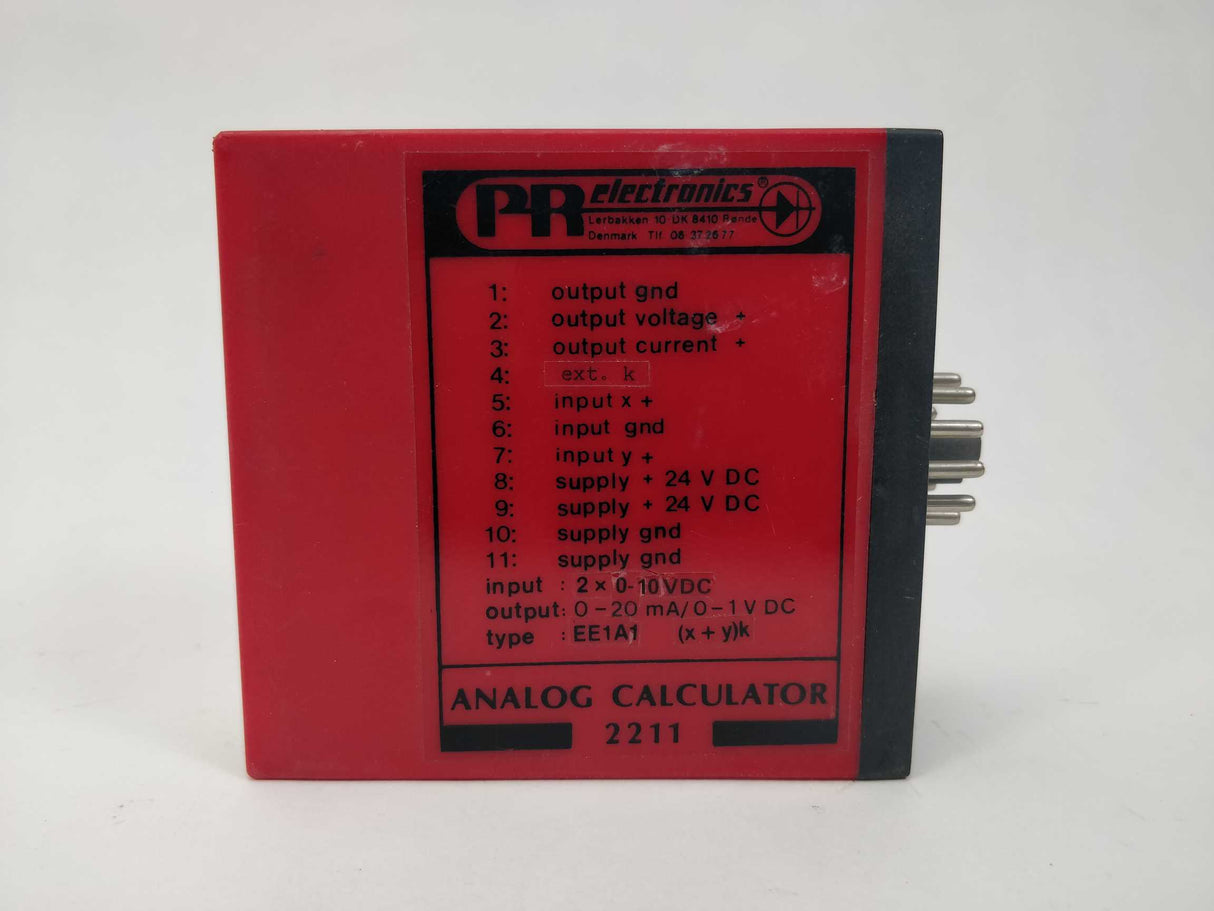 PR electronics®
Lerbakken 10-DK 8410 Rønde
Denmark Tlf. 06 37 26 77
1: output gnd
2: output voltage +
3: output current +
4: ext. k
5: input x +
6: input gnd
7: input y +
8: supply + 24 V DC
9: supply + 24 V DC
10: supply gnd
11: supply gnd
input : 2 x 0-10VDC
output: 0-20 mA/0-1 V DC
type : EE1A1 (x + y)k
ANALOG CALCULATOR
2211